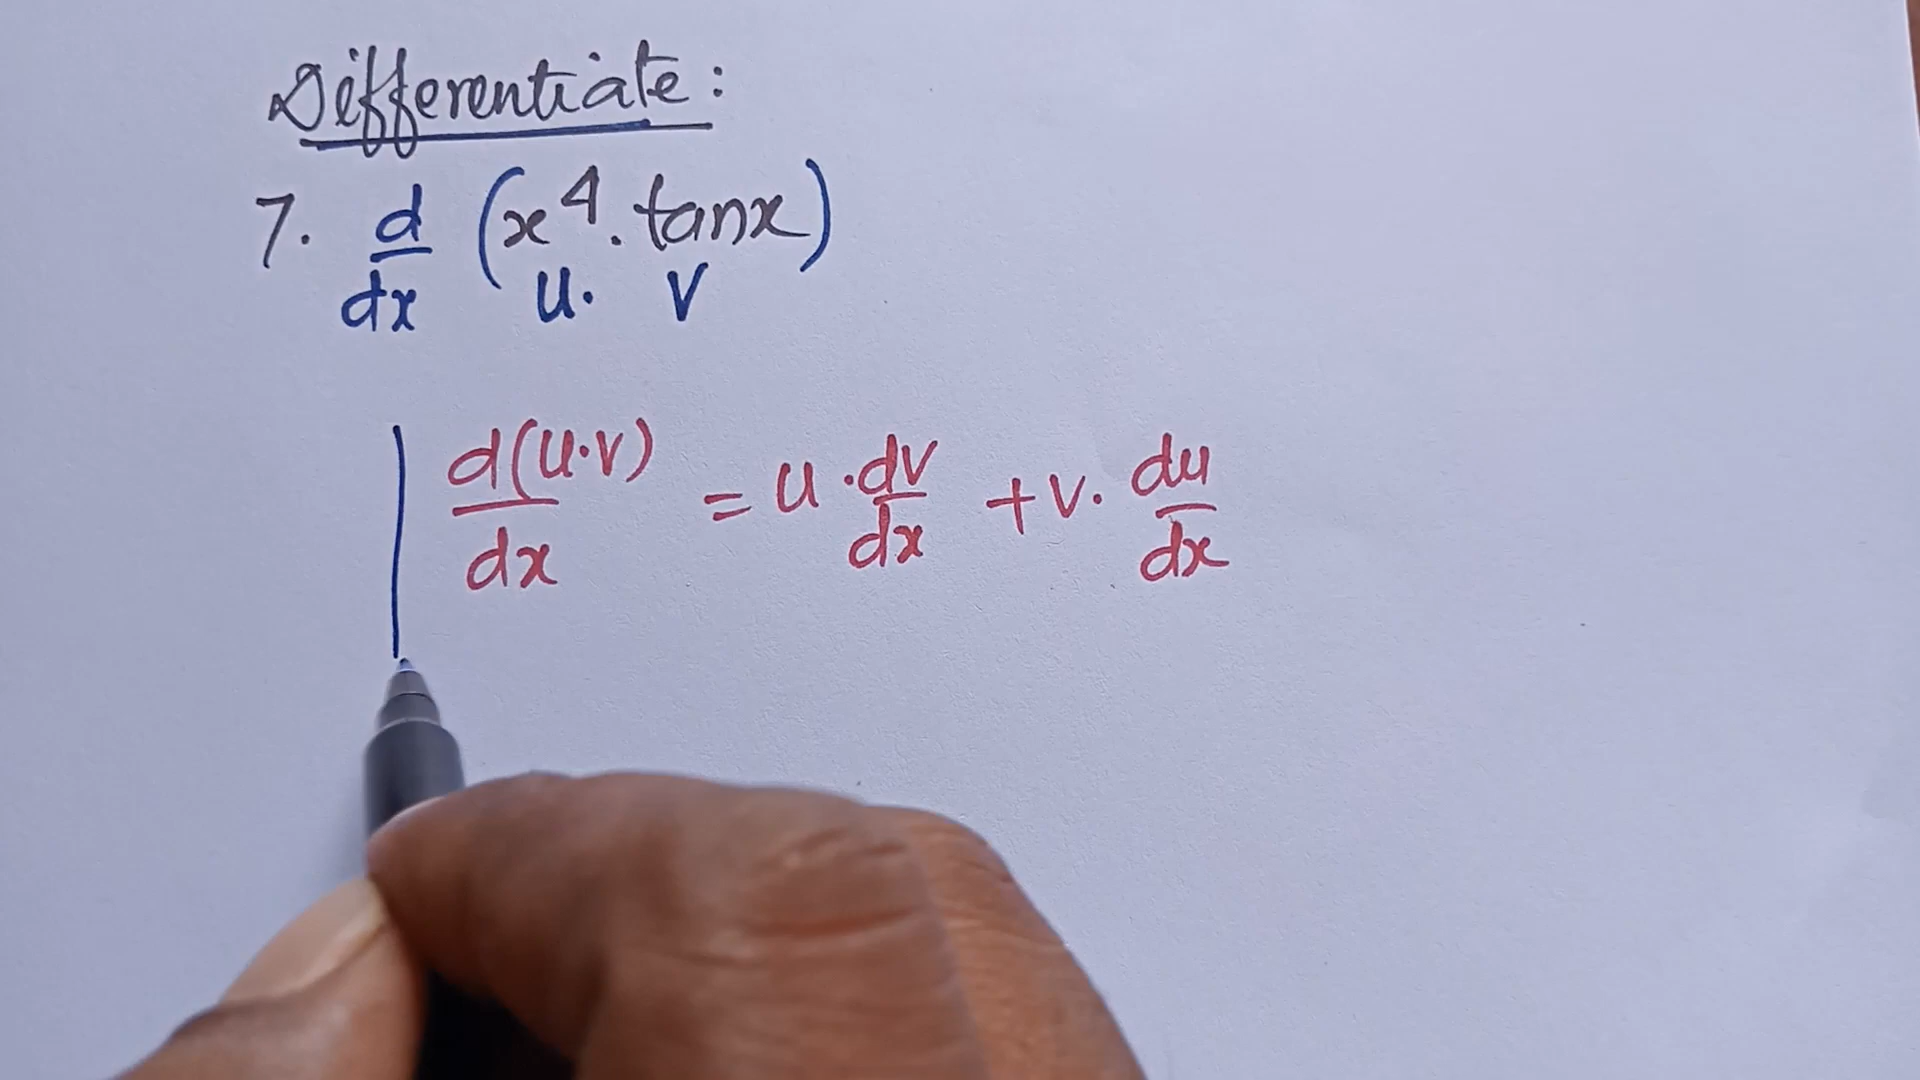 Differentiate:
7. d/dx (x⁴. tanx)
u. v
d(u·v)/dx = u·dv/dx + v·du/dx